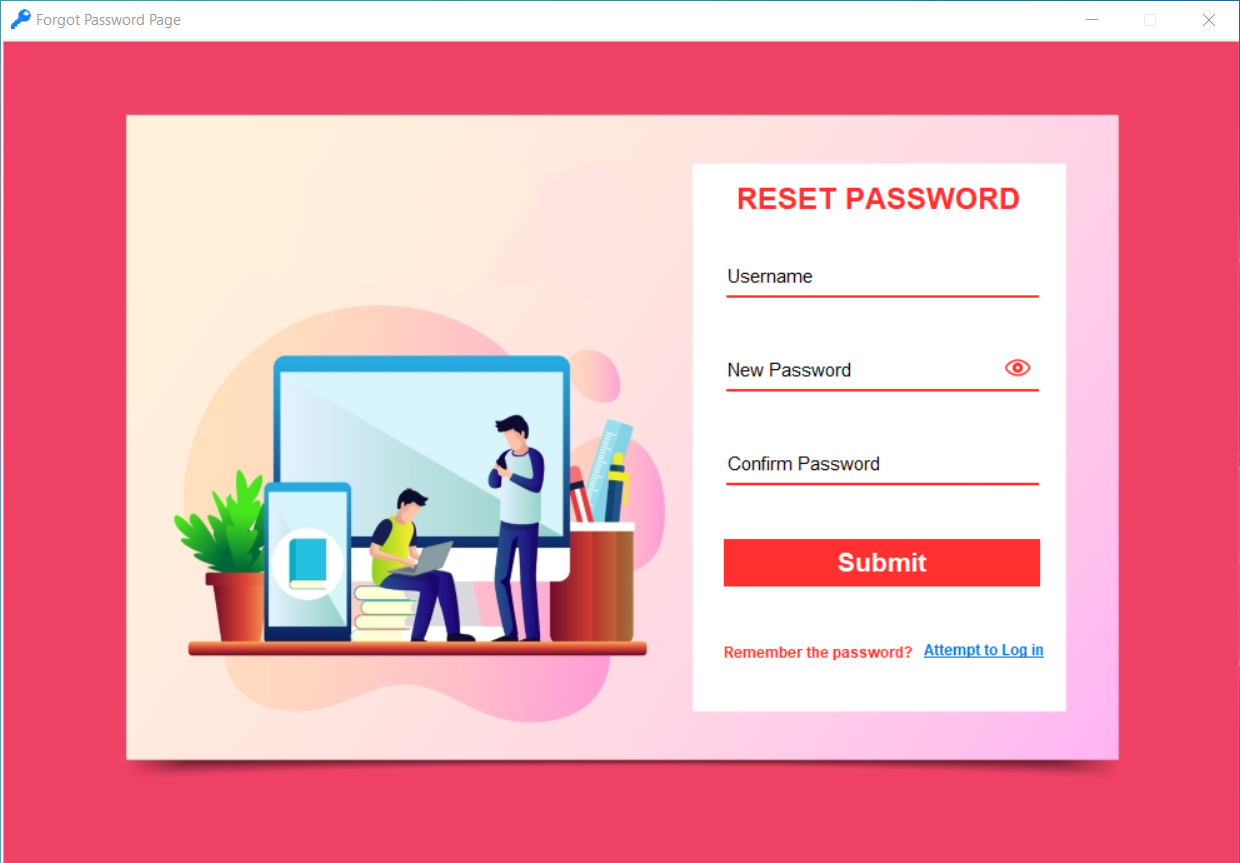 Forgot Password Page
RESET PASSWORD
Username
New Password
Confirm Password
Submit
Remember the password? Attempt to Log in